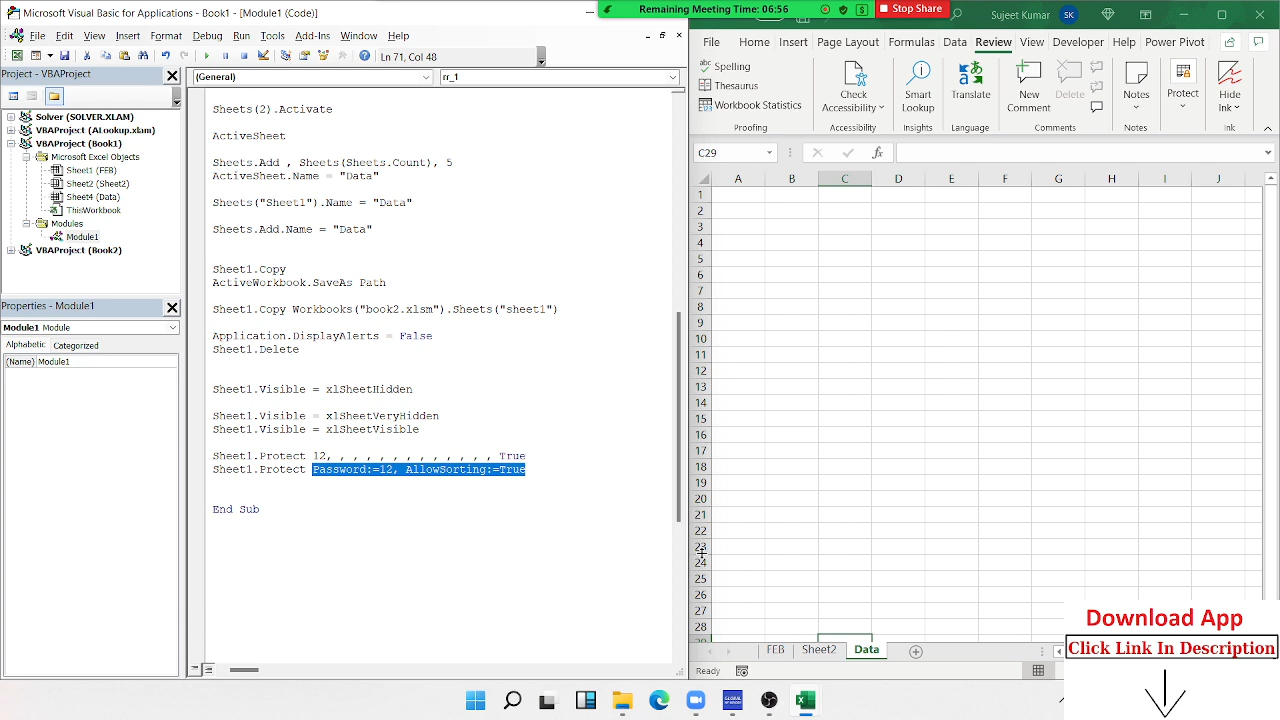 Microsoft Visual Basic for Applications - Book1 - [Module1 (Code)]
Remaining Meeting Time: 06:56
Stop Share
Sujeet Kumar
SK
File Edit View Insert Format Debug Run Tools Add-Ins Window Help
Ln 71, Col 48
Project - VBAProject
Solver (SOLVER.XLAM)
VBAProject (ALookup.xlam)
VBAProject (Book1)
Microsoft Excel Objects
Sheet1 (FEB)
Sheet2 (Sheet2)
Sheet4 (Data)
ThisWorkbook
Modules
Module1
VBAProject (Book2)
Properties - Module1
Module1 Module
Alphabetic Categorized
(Name) Module1
(General)
rr_1
Sheets(2).Activate
ActiveSheet
Sheets.Add , Sheets(Sheets.Count), 5
ActiveSheet.Name = "Data"
Sheets("Sheet1").Name = "Data"
Sheets.Add.Name = "Data"
Sheet1.Copy
ActiveWorkbook.SaveAs Path
Sheet1.Copy Workbooks("book2.xlsm").Sheets("sheet1")
Application.DisplayAlerts = False
Sheet1.Delete
Sheet1.Visible = xlSheetHidden
Sheet1.Visible = xlSheetVeryHidden
Sheet1.Visible = xlSheetVisible
Sheet1.Protect 12, , , , , , , , , , , , , True
Sheet1.Protect Password:=12, AllowSorting:=True
End Sub
File Home Insert Page Layout Formulas Data Review View Developer Help Power Pivot
Spelling
Thesaurus
Workbook Statistics
Proofing
Check Accessibility
Accessibility
Smart Lookup
Insights
Translate
Language
New Comment
Delete
Comments
Notes
Notes
Protect
Hide Ink
Ink
C29
fx
A B C D E F G H I J
1
2
3
4
5
6
7
8
9
10
11
12
13
14
15
16
17
18
19
20
21
22
23
24
25
26
27
28
FEB Sheet2 Data
Ready
Download App
Click Link In Description